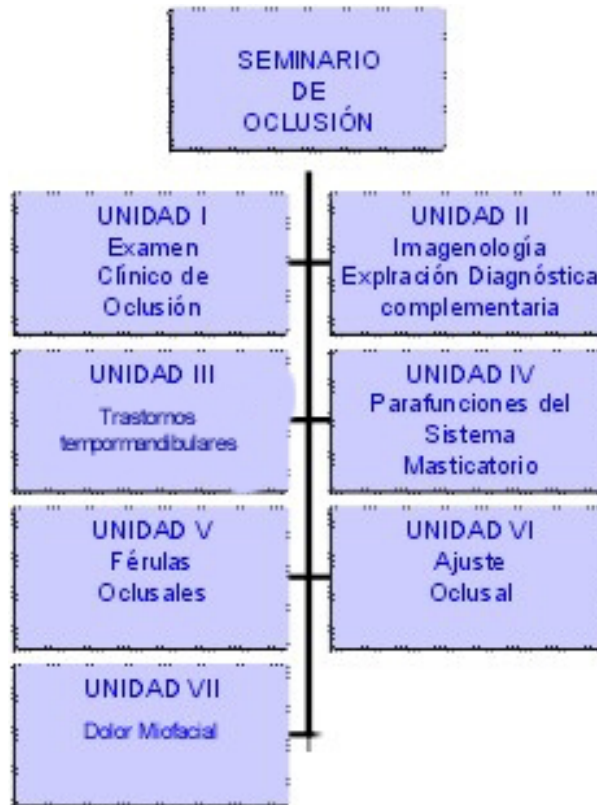 SEMINARIO
DE
OCLUSIÓN
UNIDAD I
Examen
Clínico de
Oclusión
UNIDAD II
Imagenología
Explración Diagnóstica
complementaria
UNIDAD III
Trastornos
tempormandibulares
UNIDAD IV
Parafunciones del
Sistema
Masticatorio
UNIDAD V
Férulas
Oclusales
UNIDAD VI
Ajuste
Oclusal
UNIDAD VII
Dolor Miofacial